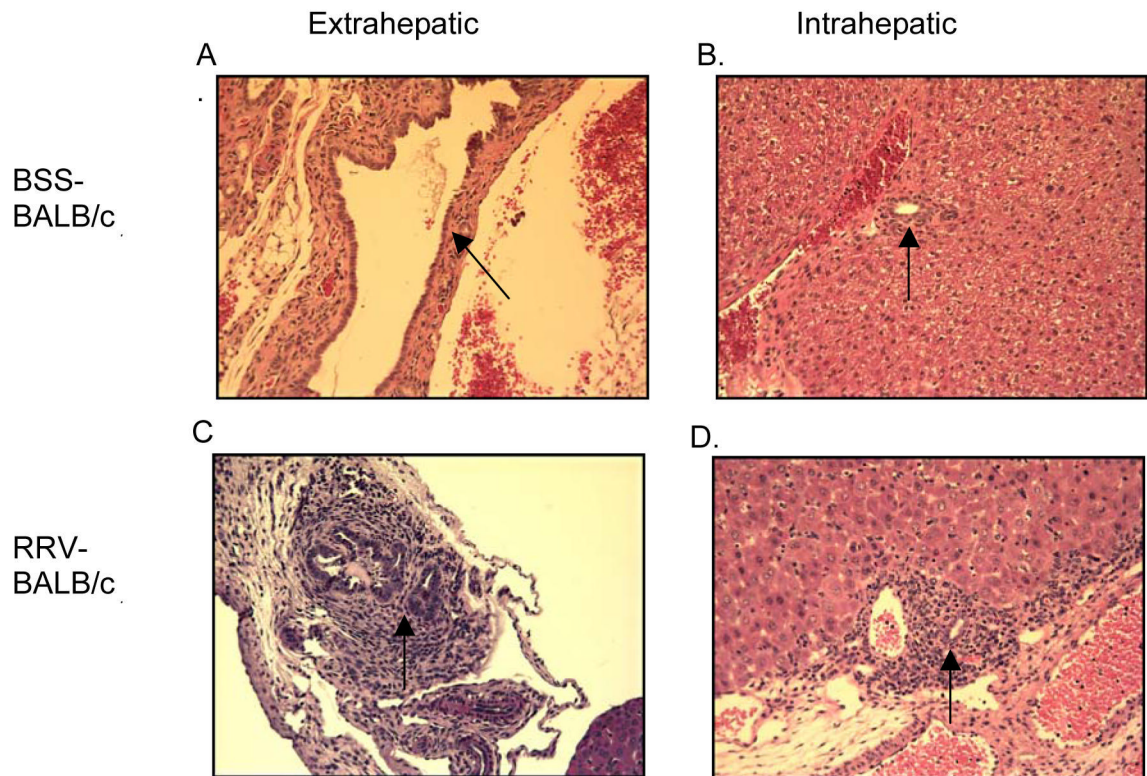 Extrahepatic
Intrahepatic
A
.
B.
BSS-
BALB/c
.
C
D.
RRV-
BALB/c
.